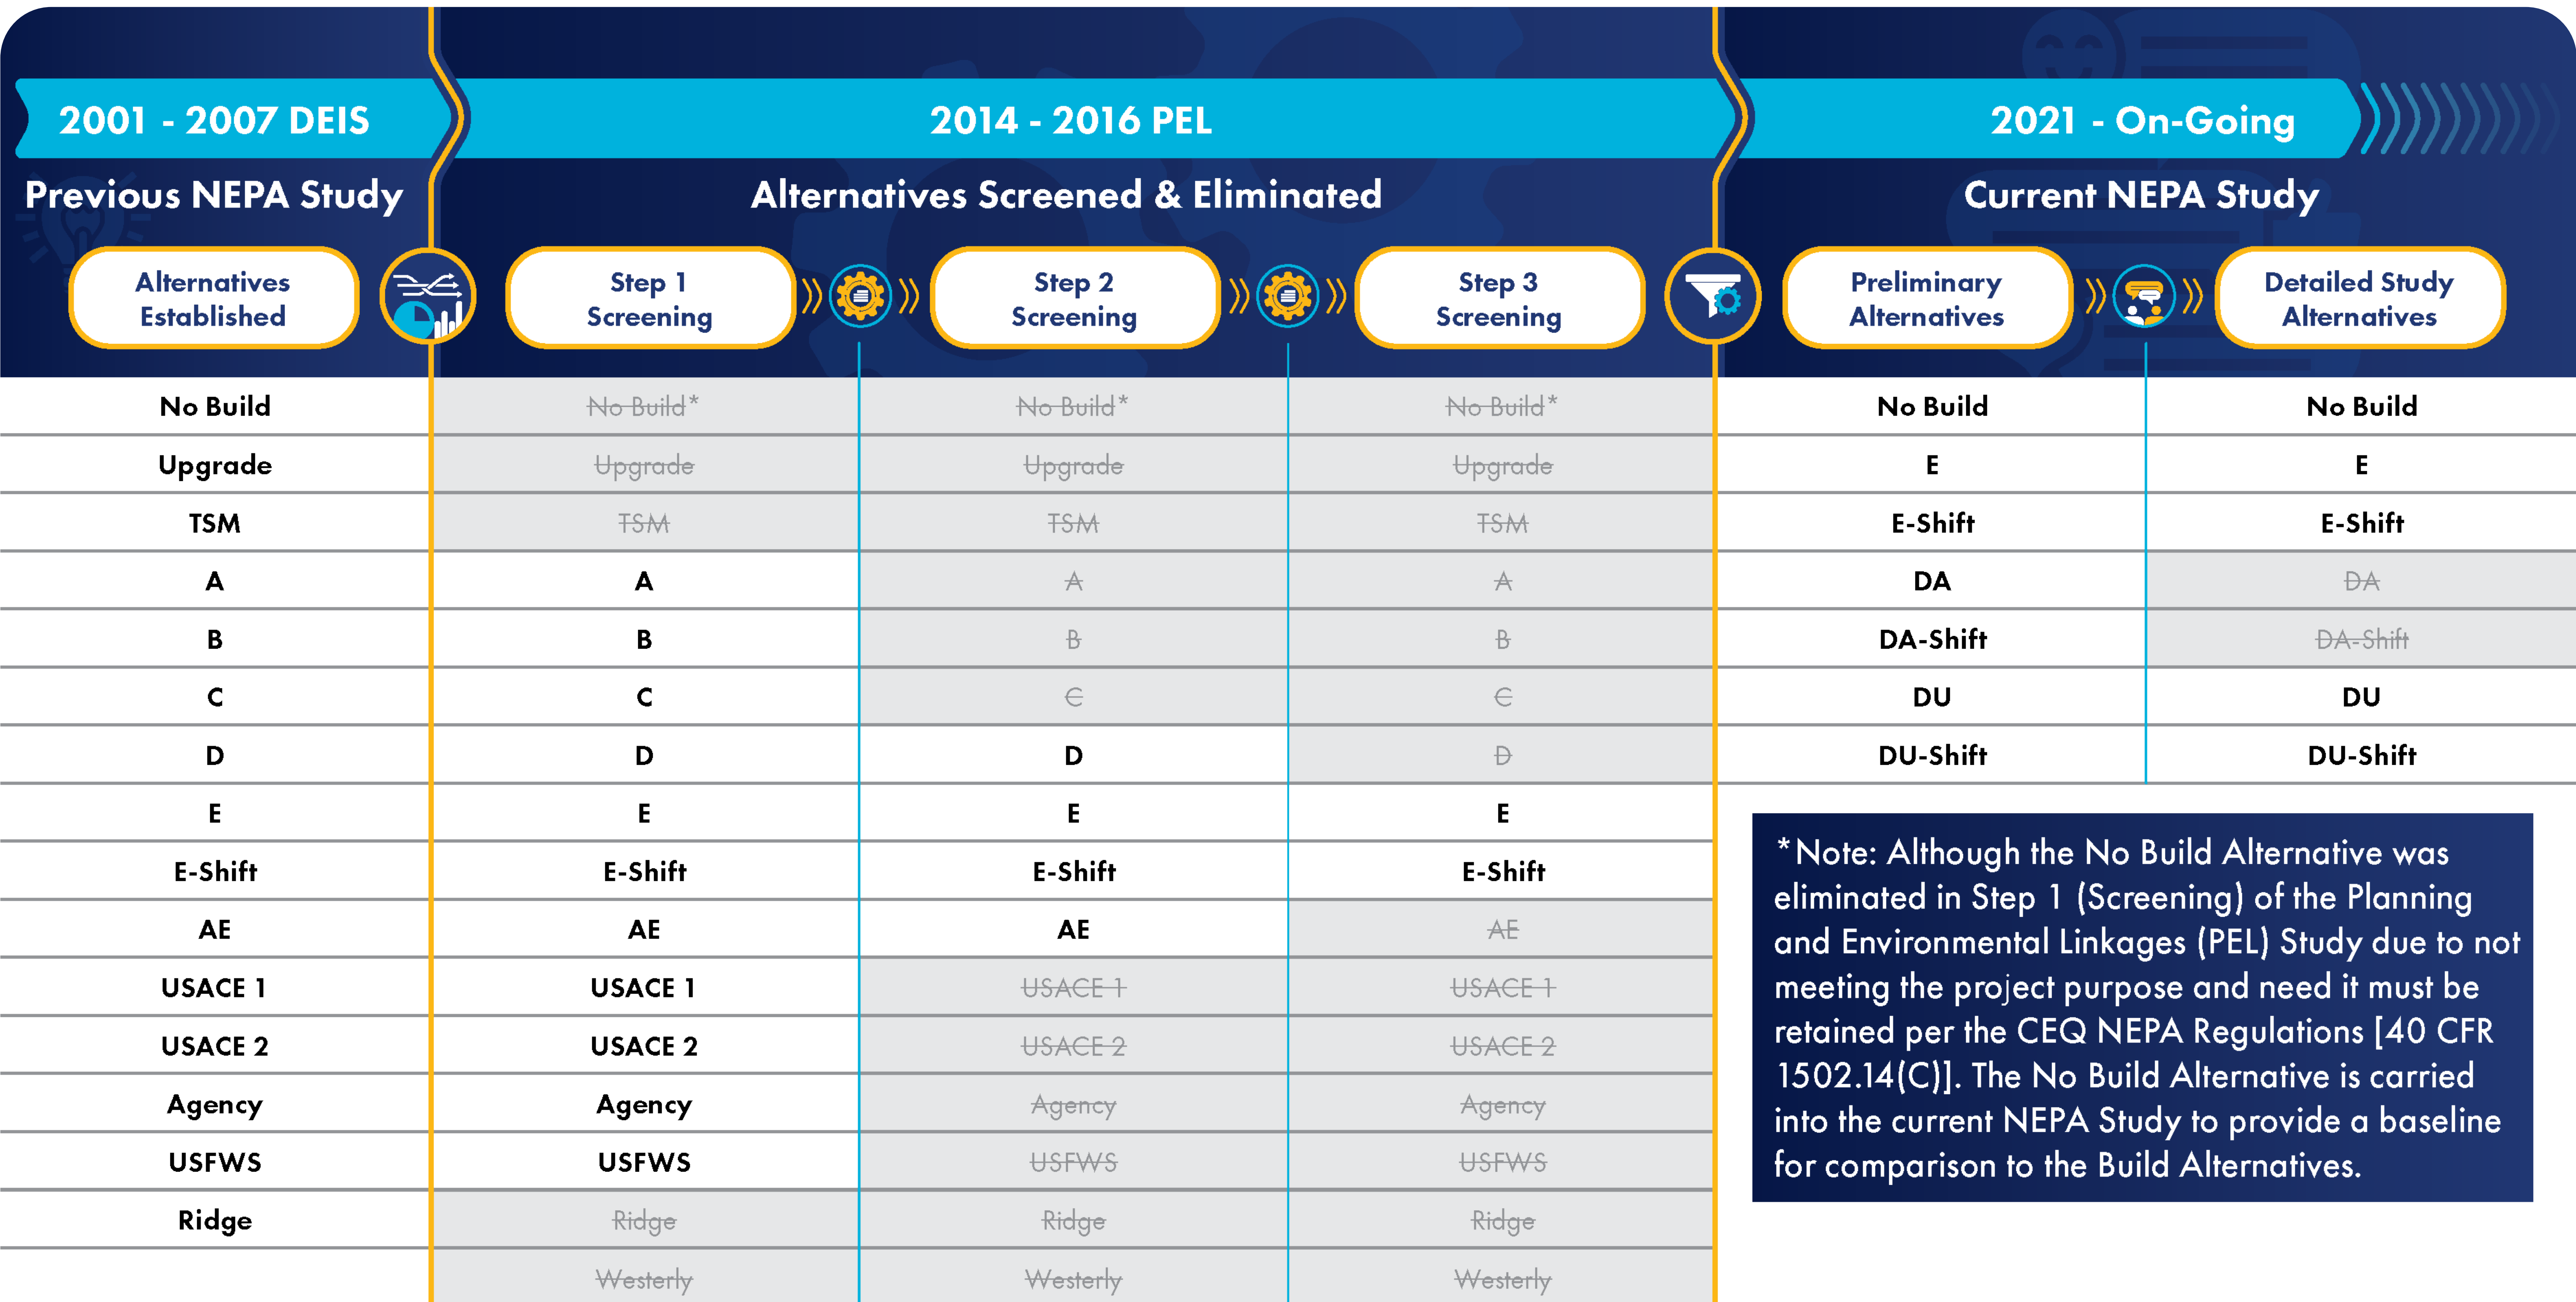 2001 - 2007 DEIS
2014 - 2016 PEL
2021 - On-Going
Previous NEPA Study
Alternatives Screened & Eliminated
Current NEPA Study
Alternatives
Established
Step 1
Screening
Step 2
Screening
Step 3
Screening
Preliminary
Alternatives
Detailed Study
Alternatives
No Build No Build* No Build* No Build* No Build No Build
Upgrade Upgrade Upgrade Upgrade E E
TSM TSM TSM TSM E-Shift E-Shift
A A A A DA DA
B B B B DA-Shift DA-Shift
C C C C DU DU
D D D D DU-Shift DU-Shift
E E E E
E-Shift E-Shift E-Shift E-Shift
AE AE AE AE
USACE 1 USACE 1 USACE 1 USACE 1
USACE 2 USACE 2 USACE 2 USACE 2
Agency Agency Agency Agency
USFWS USFWS USFWS USFWS
Ridge Ridge Ridge Ridge
Westerly Westerly Westerly
*Note: Although the No Build Alternative was
eliminated in Step 1 (Screening) of the Planning
and Environmental Linkages (PEL) Study due to not
meeting the project purpose and need it must be
retained per the CEQ NEPA Regulations [40 CFR
1502.14(C)]. The No Build Alternative is carried
into the current NEPA Study to provide a baseline
for comparison to the Build Alternatives.